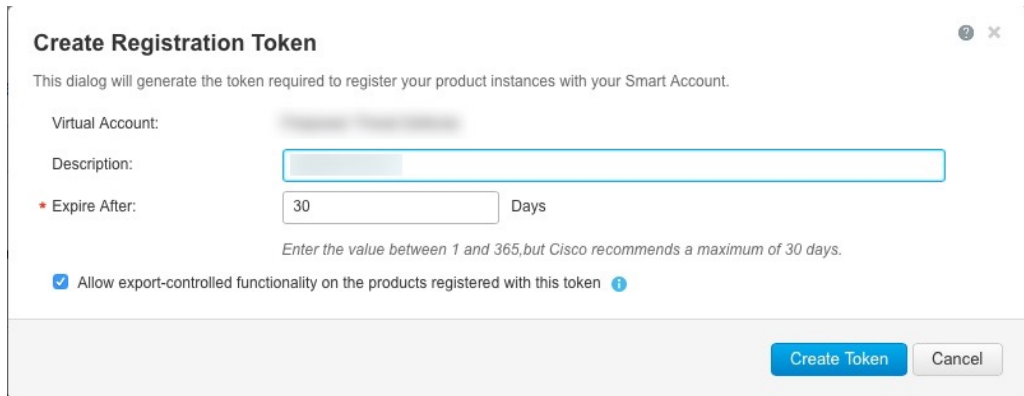 Create Registration Token
This dialog will generate the token required to register your product instances with your Smart Account.
Virtual Account:
Description:
* Expire After: 30 Days
Enter the value between 1 and 365,but Cisco recommends a maximum of 30 days.
Allow export-controlled functionality on the products registered with this token
Create Token Cancel